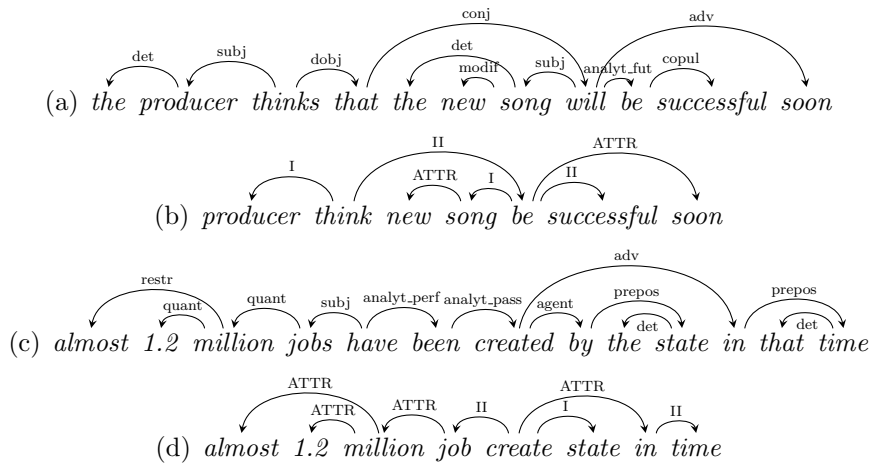 conj adv
det subj dobj det modif subj analyt_fut copul
(a) the producer thinks that the new song will be successful soon
I II ATTR I ATTR II
(b) producer think new song be successful soon
restr quant quant subj analyt_perf analyt_pass agent adv prepos det prepos det
(c) almost 1.2 million jobs have been created by the state in that time
ATTR ATTR ATTR II ATTR I II
(d) almost 1.2 million job create state in time